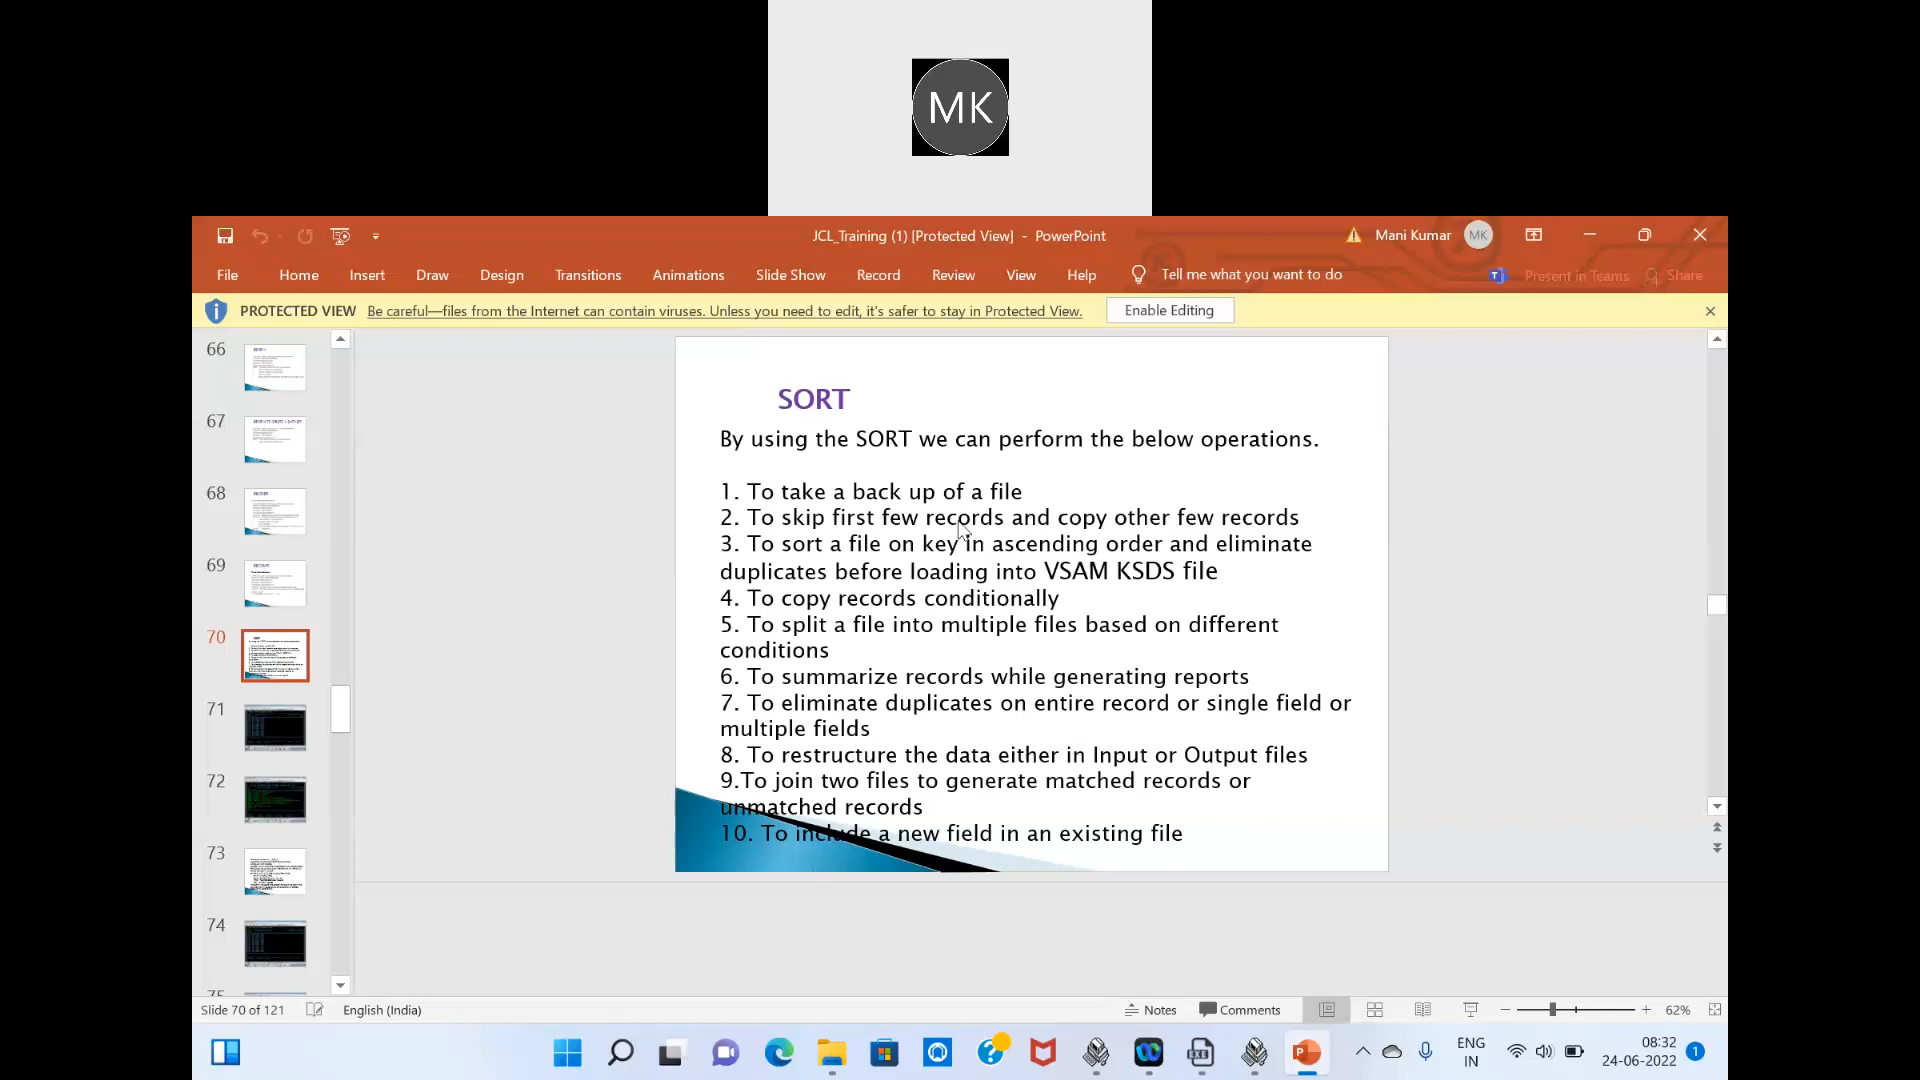 MK
JCL_Training (1) [Protected View] - PowerPoint
Mani Kumar
MK
File Home Insert Draw Design Transitions Animations Slide Show Record Review View Help Tell me what you want to do
Present in Teams Share
PROTECTED VIEW Be careful—files from the Internet can contain viruses. Unless you need to edit, it's safer to stay in Protected View. Enable Editing
66
67
68
69
70
71
72
73
74
SORT
By using the SORT we can perform the below operations.
1. To take a back up of a file
2. To skip first few records and copy other few records
3. To sort a file on key in ascending order and eliminate
duplicates before loading into VSAM KSDS file
4. To copy records conditionally
5. To split a file into multiple files based on different
conditions
6. To summarize records while generating reports
7. To eliminate duplicates on entire record or single field or
multiple fields
8. To restructure the data either in Input or Output files
9.To join two files to generate matched records or
unmatched records
10. To include a new field in an existing file
Slide 70 of 121 English (India) Notes Comments 62%
ENG
IN
08:32
24-06-2022
1